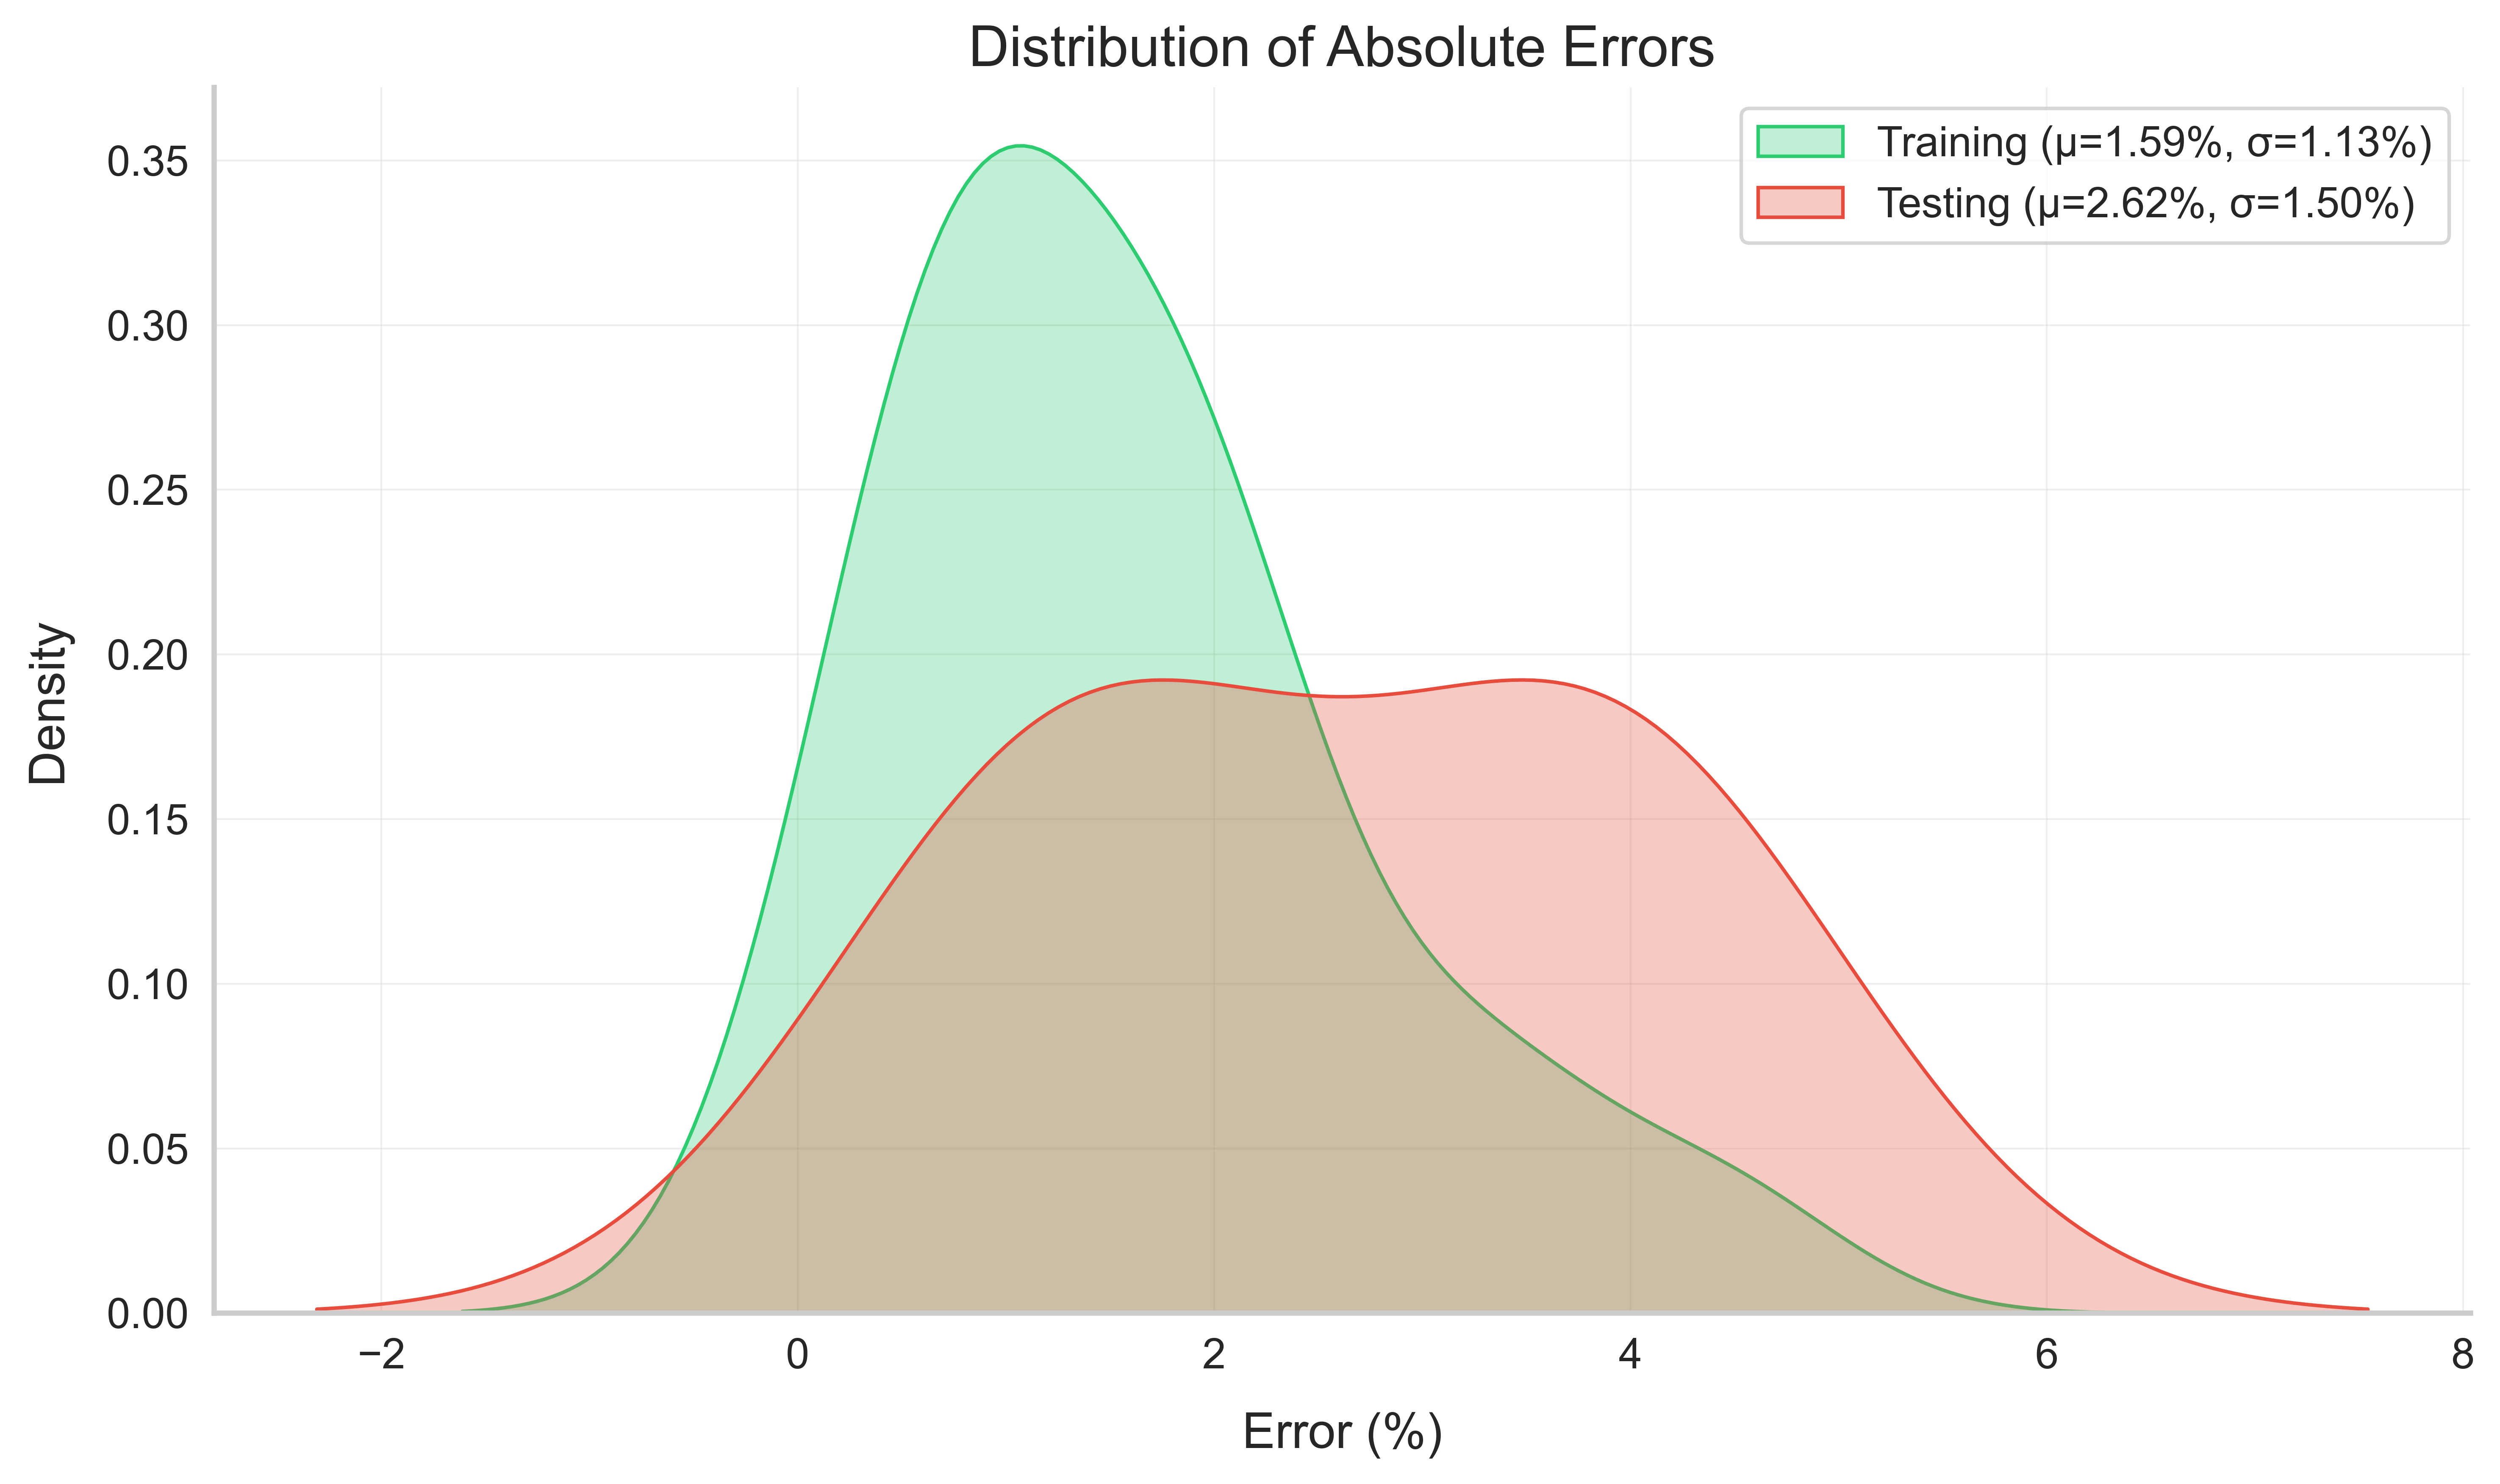 Distribution of Absolute Errors
Training (μ=1.59%, σ=1.13%)
Testing (μ=2.62%, σ=1.50%)
Density
0.35
0.30
0.25
0.20
0.15
0.10
0.05
0.00
−2
0
2
4
6
8
Error (%)